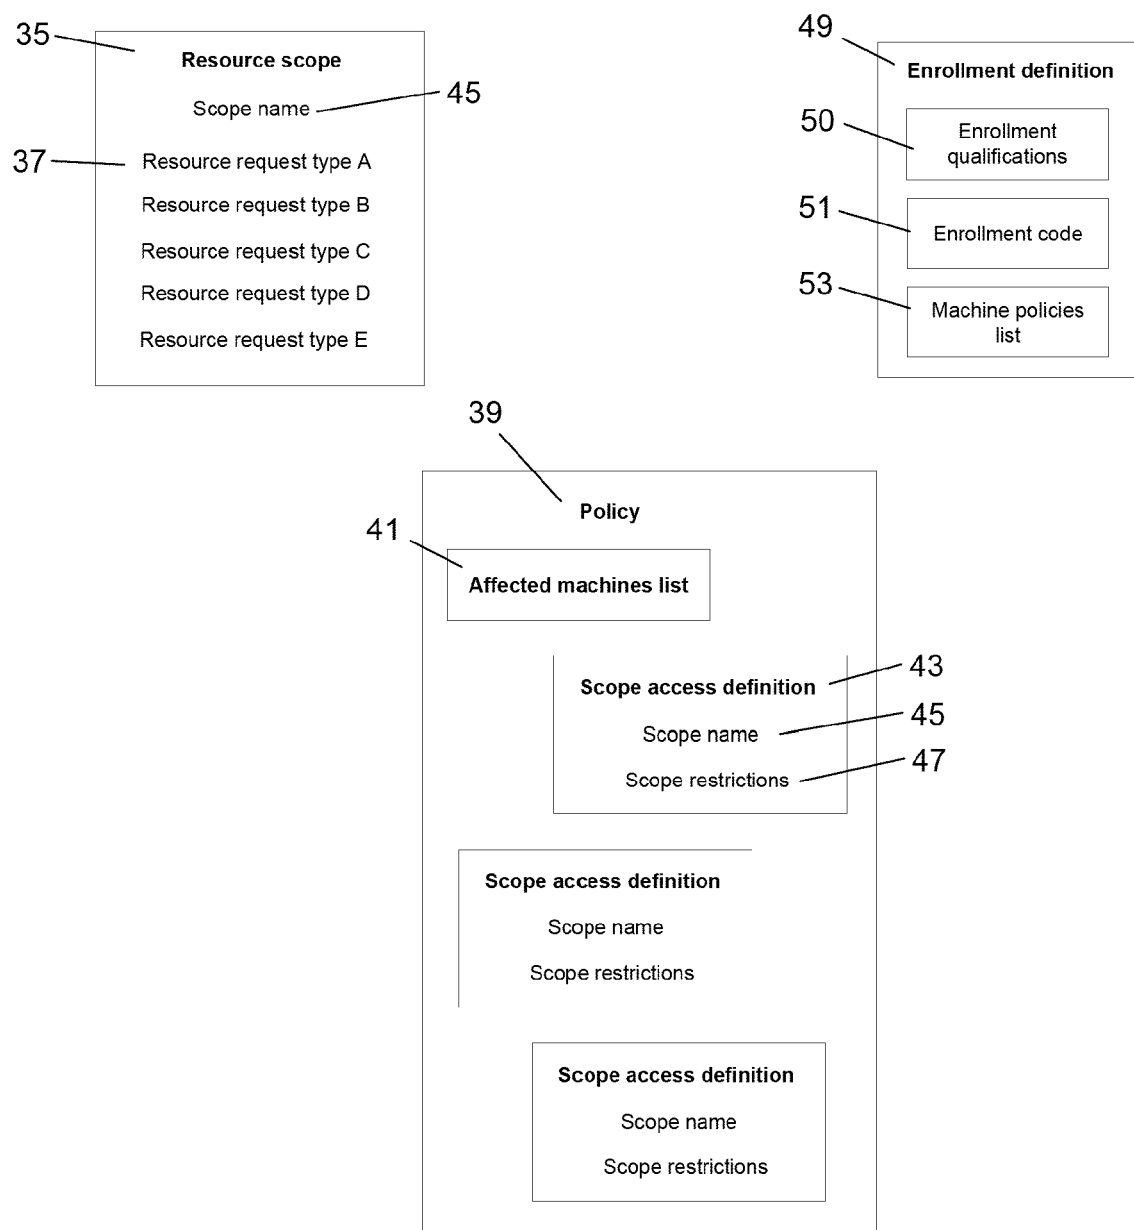 35
Resource scope
Scope name
45
37
Resource request type A
Resource request type B
Resource request type C
Resource request type D
Resource request type E
49
Enrollment definition
50
Enrollment
qualifications
51
Enrollment code
53
Machine policies
list
39
Policy
41
Affected machines list
Scope access definition
43
Scope name
45
Scope restrictions
47
Scope access definition
Scope name
Scope restrictions
Scope access definition
Scope name
Scope restrictions